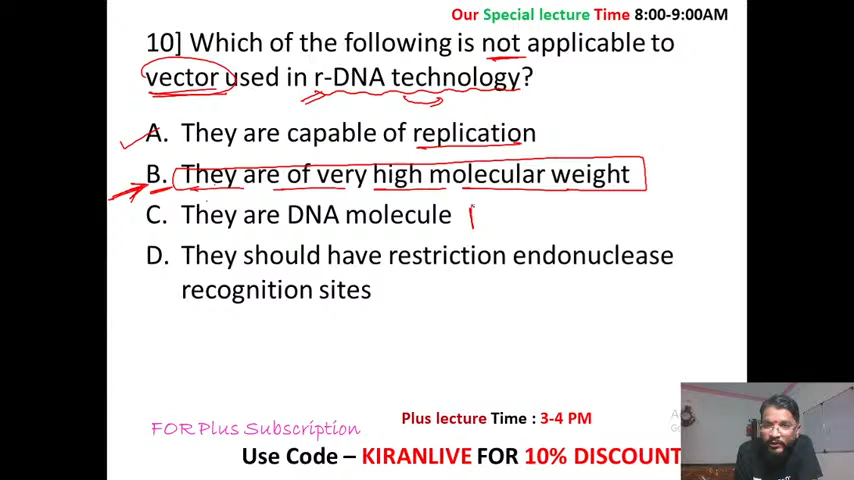 Our Special lecture Time 8:00-9:00AM
10] Which of the following is not applicable to
vector used in r-DNA technology?
A. They are capable of replication
B. They are of very high molecular weight
C. They are DNA molecule
D. They should have restriction endonuclease
recognition sites
Plus lecture Time : 3-4 PM
FOR Plus Subscription
Use Code – KIRANLIVE FOR 10% DISCOUNT